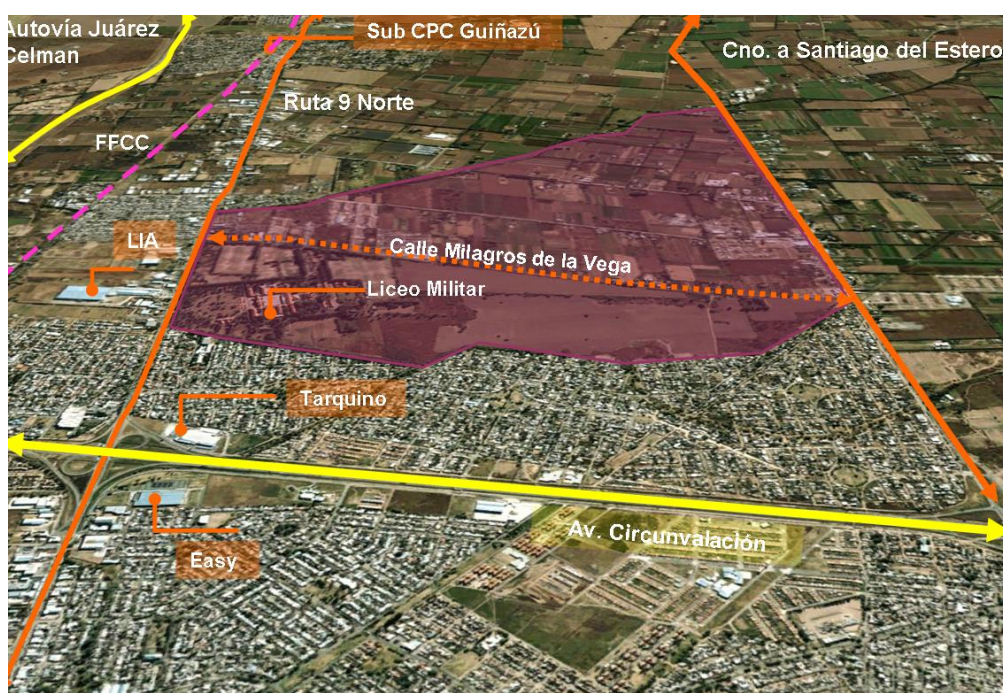 Autovía Juárez
Celman
Sub CPC Guiñazú
Cno. a Santiago del Estero
Ruta 9 Norte
FFCC
LIA
Calle Milagros de la Vega
Liceo Militar
Tarquino
Av. Circunvalación
Easy